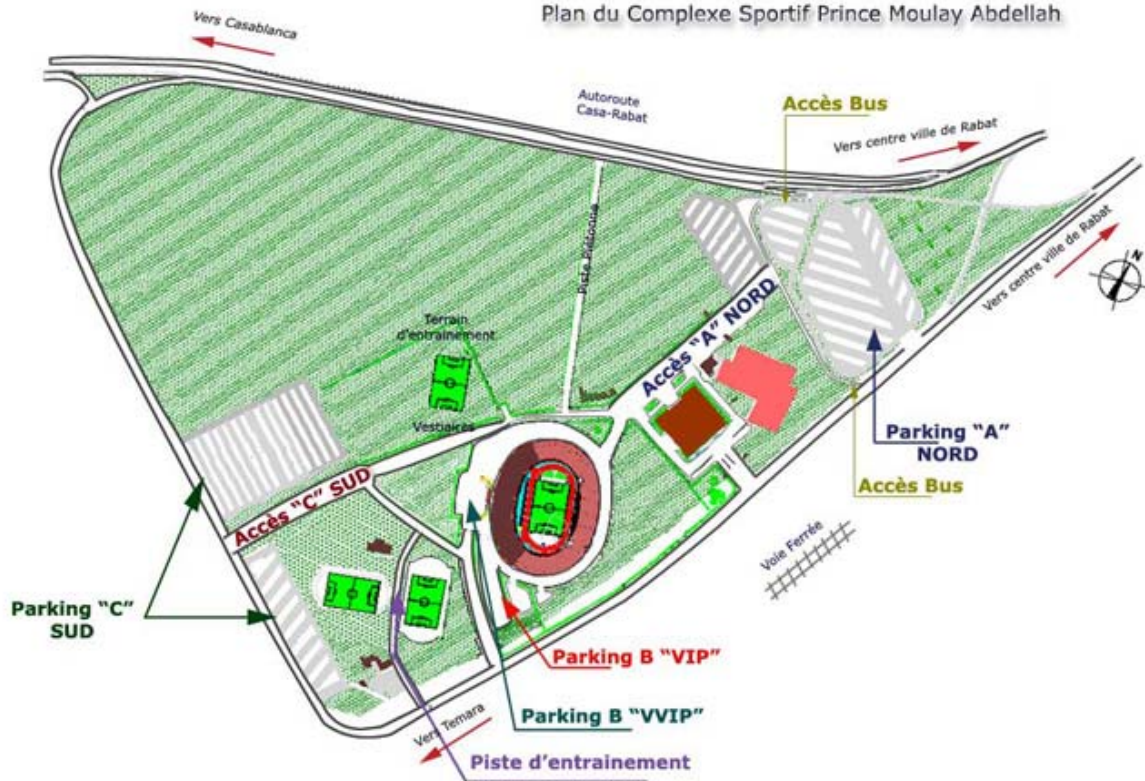 Plan du Complexe Sportif Prince Moulay Abdellah
Vers Casablanca
Autoroute
Casa-Rabat
Accès Bus
Vers centre ville de Rabat
Vers centre ville de Rabat
N
Piste Piétonne
Terrain
d'entrainement
Accès "A" NORD
Vestiaires
Parking "A"
NORD
Accès "C" SUD
Accès Bus
Voie Ferrée
Parking "C"
SUD
Parking B "VIP"
Parking B "VVIP"
Vers Temara
Piste d'entrainement